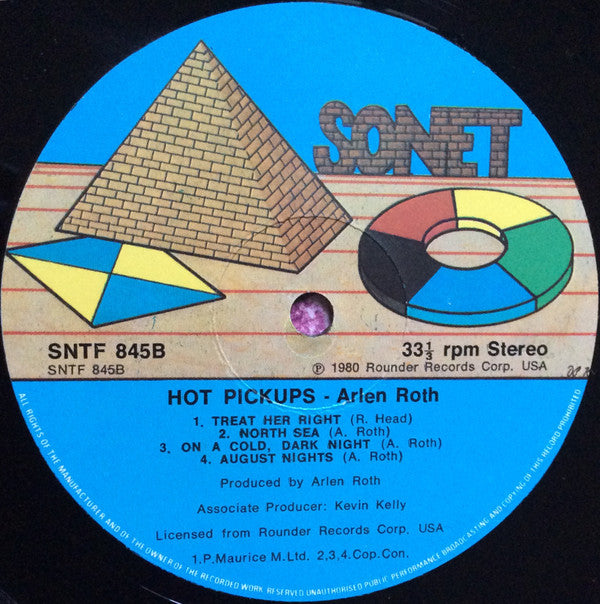 SONET
SNTF 845B
SNTF 845B
33⅓ rpm Stereo
℗ 1980 Rounder Records Corp. USA
HOT PICKUPS - Arlen Roth
1. TREAT HER RIGHT (R. Head)
2. NORTH SEA (A. Roth)
3. ON A COLD, DARK NIGHT (A. Roth)
4. AUGUST NIGHTS (A. Roth)
Produced by Arlen Roth
Associate Producer: Kevin Kelly
Licensed from Rounder Records Corp. USA
1.P.Maurice M.Ltd. 2,3,4.Cop.Con.
ALL RIGHTS OF THE MANUFACTURER AND OF THE OWNER OF THE RECORDED WORK RESERVED UNAUTHORISED PUBLIC PERFORMANCE BROADCASTING AND COPYING OF THIS RECORD PROHIBITED